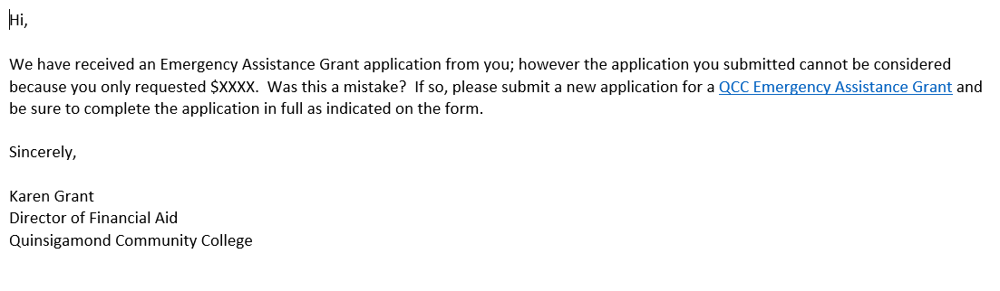 Hi,
We have received an Emergency Assistance Grant application from you; however the application you submitted cannot be considered
because you only requested $XXXX.  Was this a mistake?  If so, please submit a new application for a QCC Emergency Assistance Grant and
be sure to complete the application in full as indicated on the form.
Sincerely,
Karen Grant
Director of Financial Aid
Quinsigamond Community College